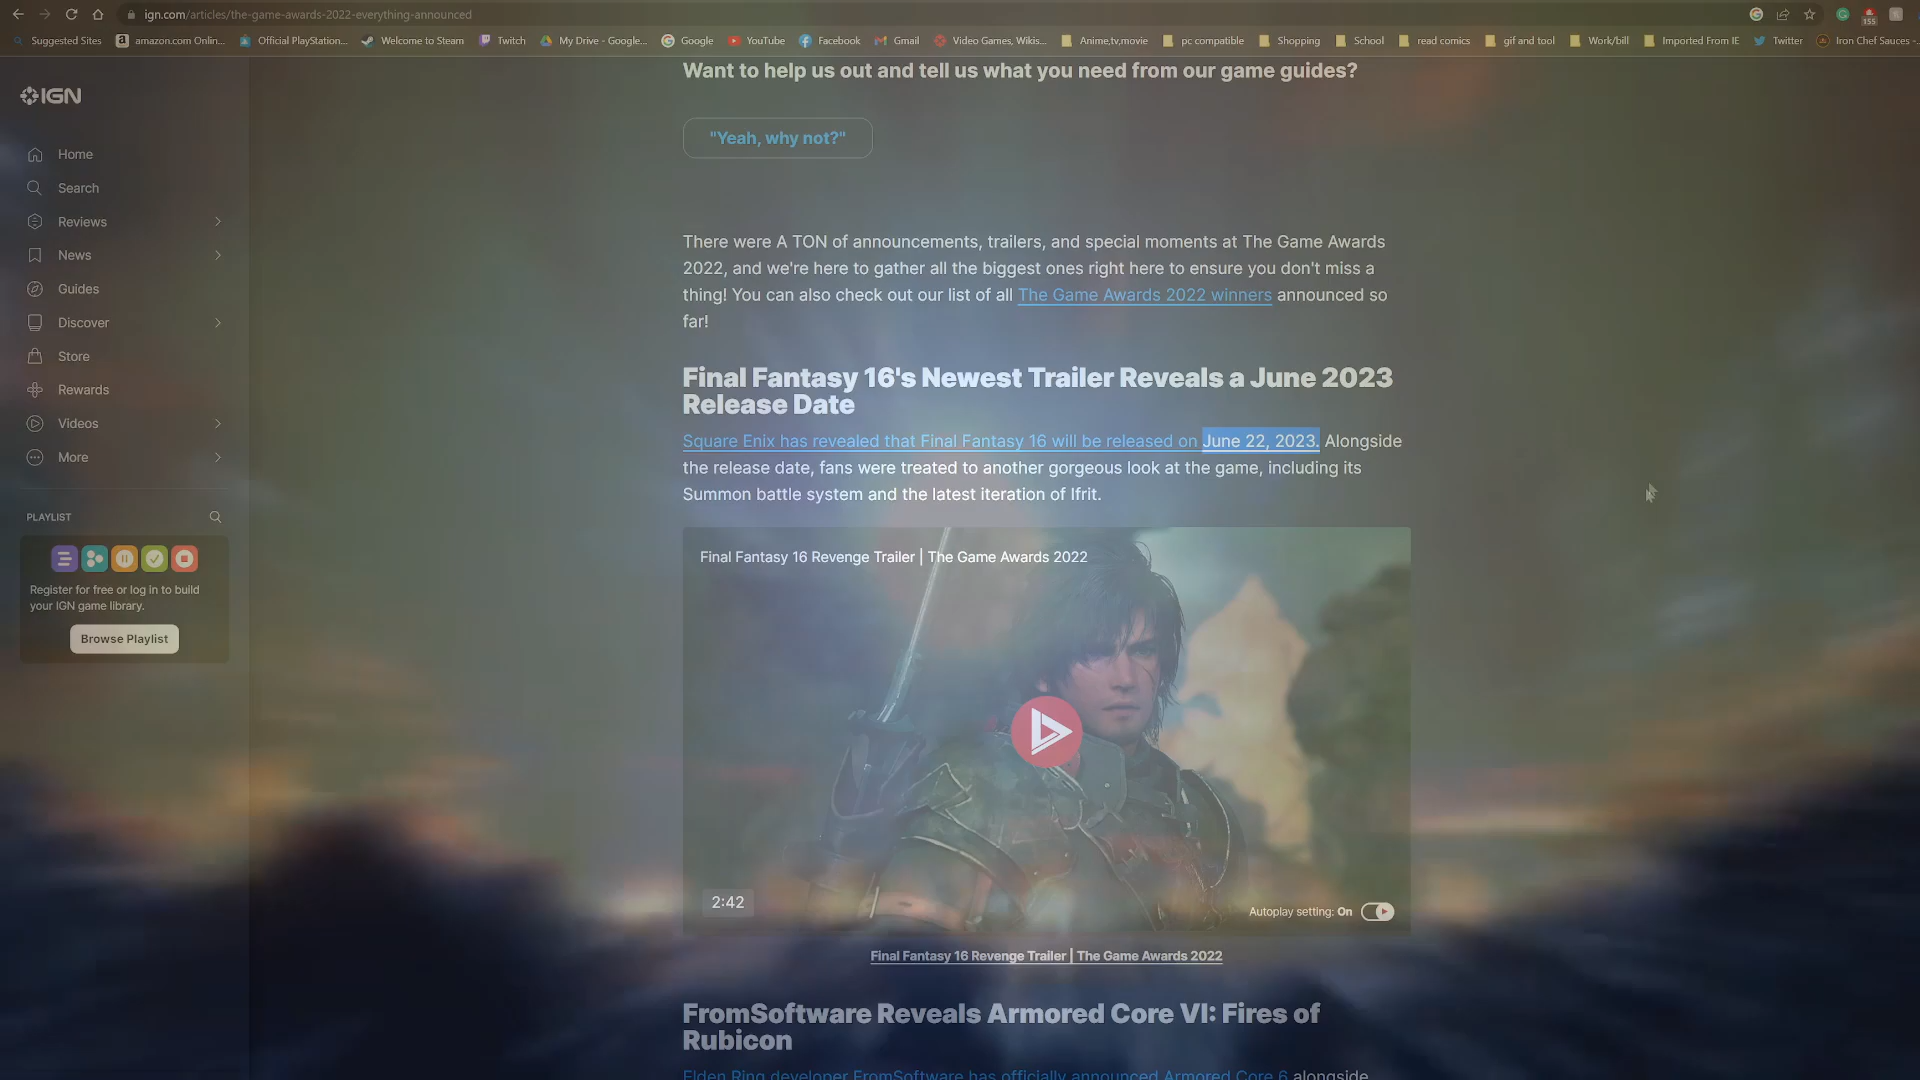 ign.com/articles/the-game-awards-2022-everything-announced
155
Suggested Sites
amazon.com Onlin...
Official PlayStation...
Welcome to Steam
Twitch
My Drive - Google...
Google
YouTube
Facebook
Gmail
Video Games, Wikis...
Anime,tv,movie
pc compatible
Shopping
School
read comics
gif and tool
Work/bill
Imported From IE
Twitter
Iron Chef Sauces -...
IGN
Home
Search
Reviews
News
Guides
Discover
Store
Rewards
Videos
More
PLAYLIST
Register for free or log in to build
your IGN game library.
Browse Playlist
Want to help us out and tell us what you need from our game guides?
"Yeah, why not?"
There were A TON of announcements, trailers, and special moments at The Game Awards
2022, and we're here to gather all the biggest ones right here to ensure you don't miss a
thing! You can also check out our list of all The Game Awards 2022 winners announced so
far!
Final Fantasy 16's Newest Trailer Reveals a June 2023
Release Date
Square Enix has revealed that Final Fantasy 16 will be released on June 22, 2023. Alongside
the release date, fans were treated to another gorgeous look at the game, including its
Summon battle system and the latest iteration of Ifrit.
Final Fantasy 16 Revenge Trailer | The Game Awards 2022
2:42
Autoplay setting: On
Final Fantasy 16 Revenge Trailer | The Game Awards 2022
FromSoftware Reveals Armored Core VI: Fires of
Rubicon
Elden Ring developer FromSoftware has officially announced Armored Core 6 alongside